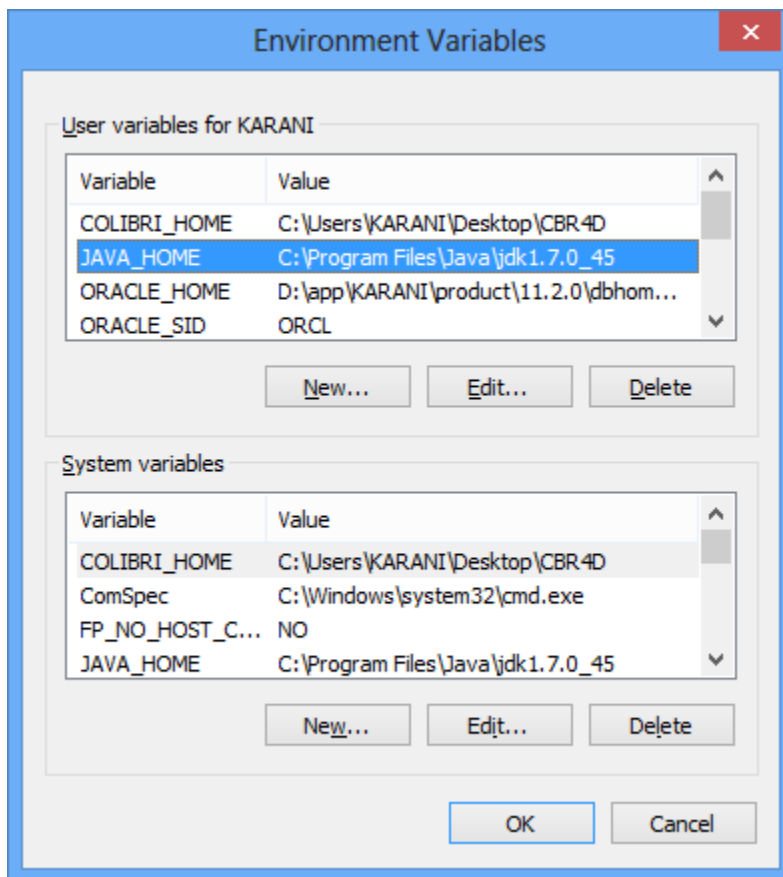 Environment Variables
User variables for KARANI
Variable Value
COLIBRI_HOME C:\Users\KARANI\Desktop\CBR4D
JAVA_HOME C:\Program Files\Java\jdk1.7.0_45
ORACLE_HOME D:\app\KARANI\product\11.2.0\dbhom...
ORACLE_SID ORCL
New... Edit... Delete
System variables
Variable Value
COLIBRI_HOME C:\Users\KARANI\Desktop\CBR4D
ComSpec C:\Windows\system32\cmd.exe
FP_NO_HOST_C... NO
JAVA_HOME C:\Program Files\Java\jdk1.7.0_45
New... Edit... Delete
OK Cancel